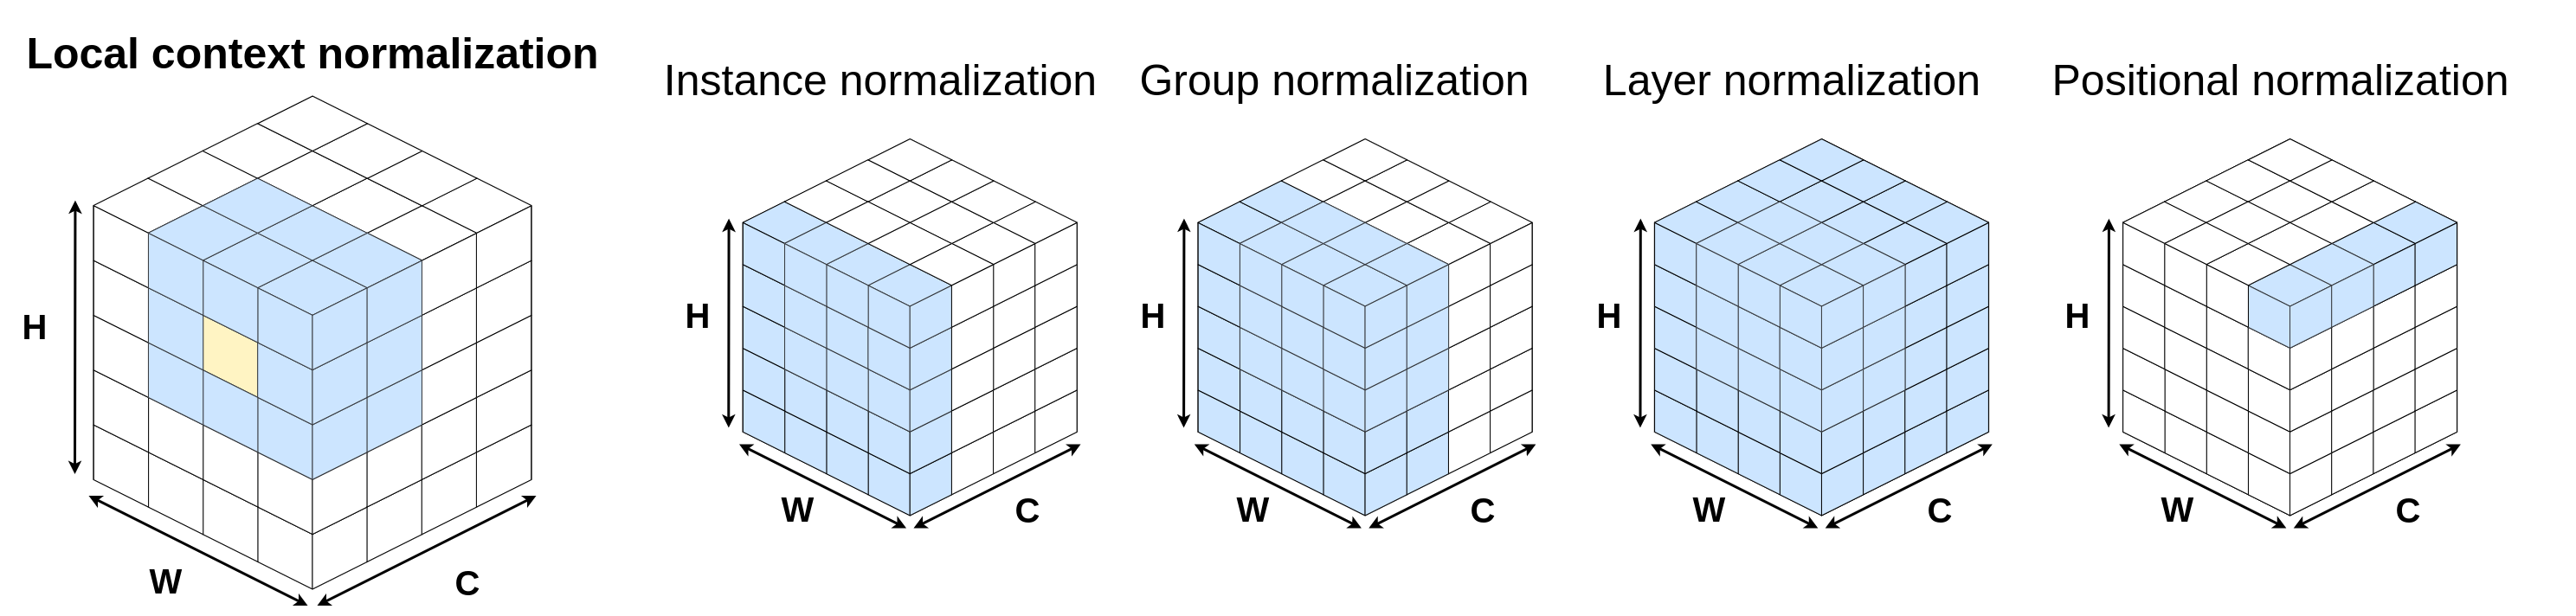 Local context normalization
H
W
C
Instance normalization
H
W
C
Group normalization
H
W
C
Layer normalization
H
W
C
Positional normalization
H
W
C